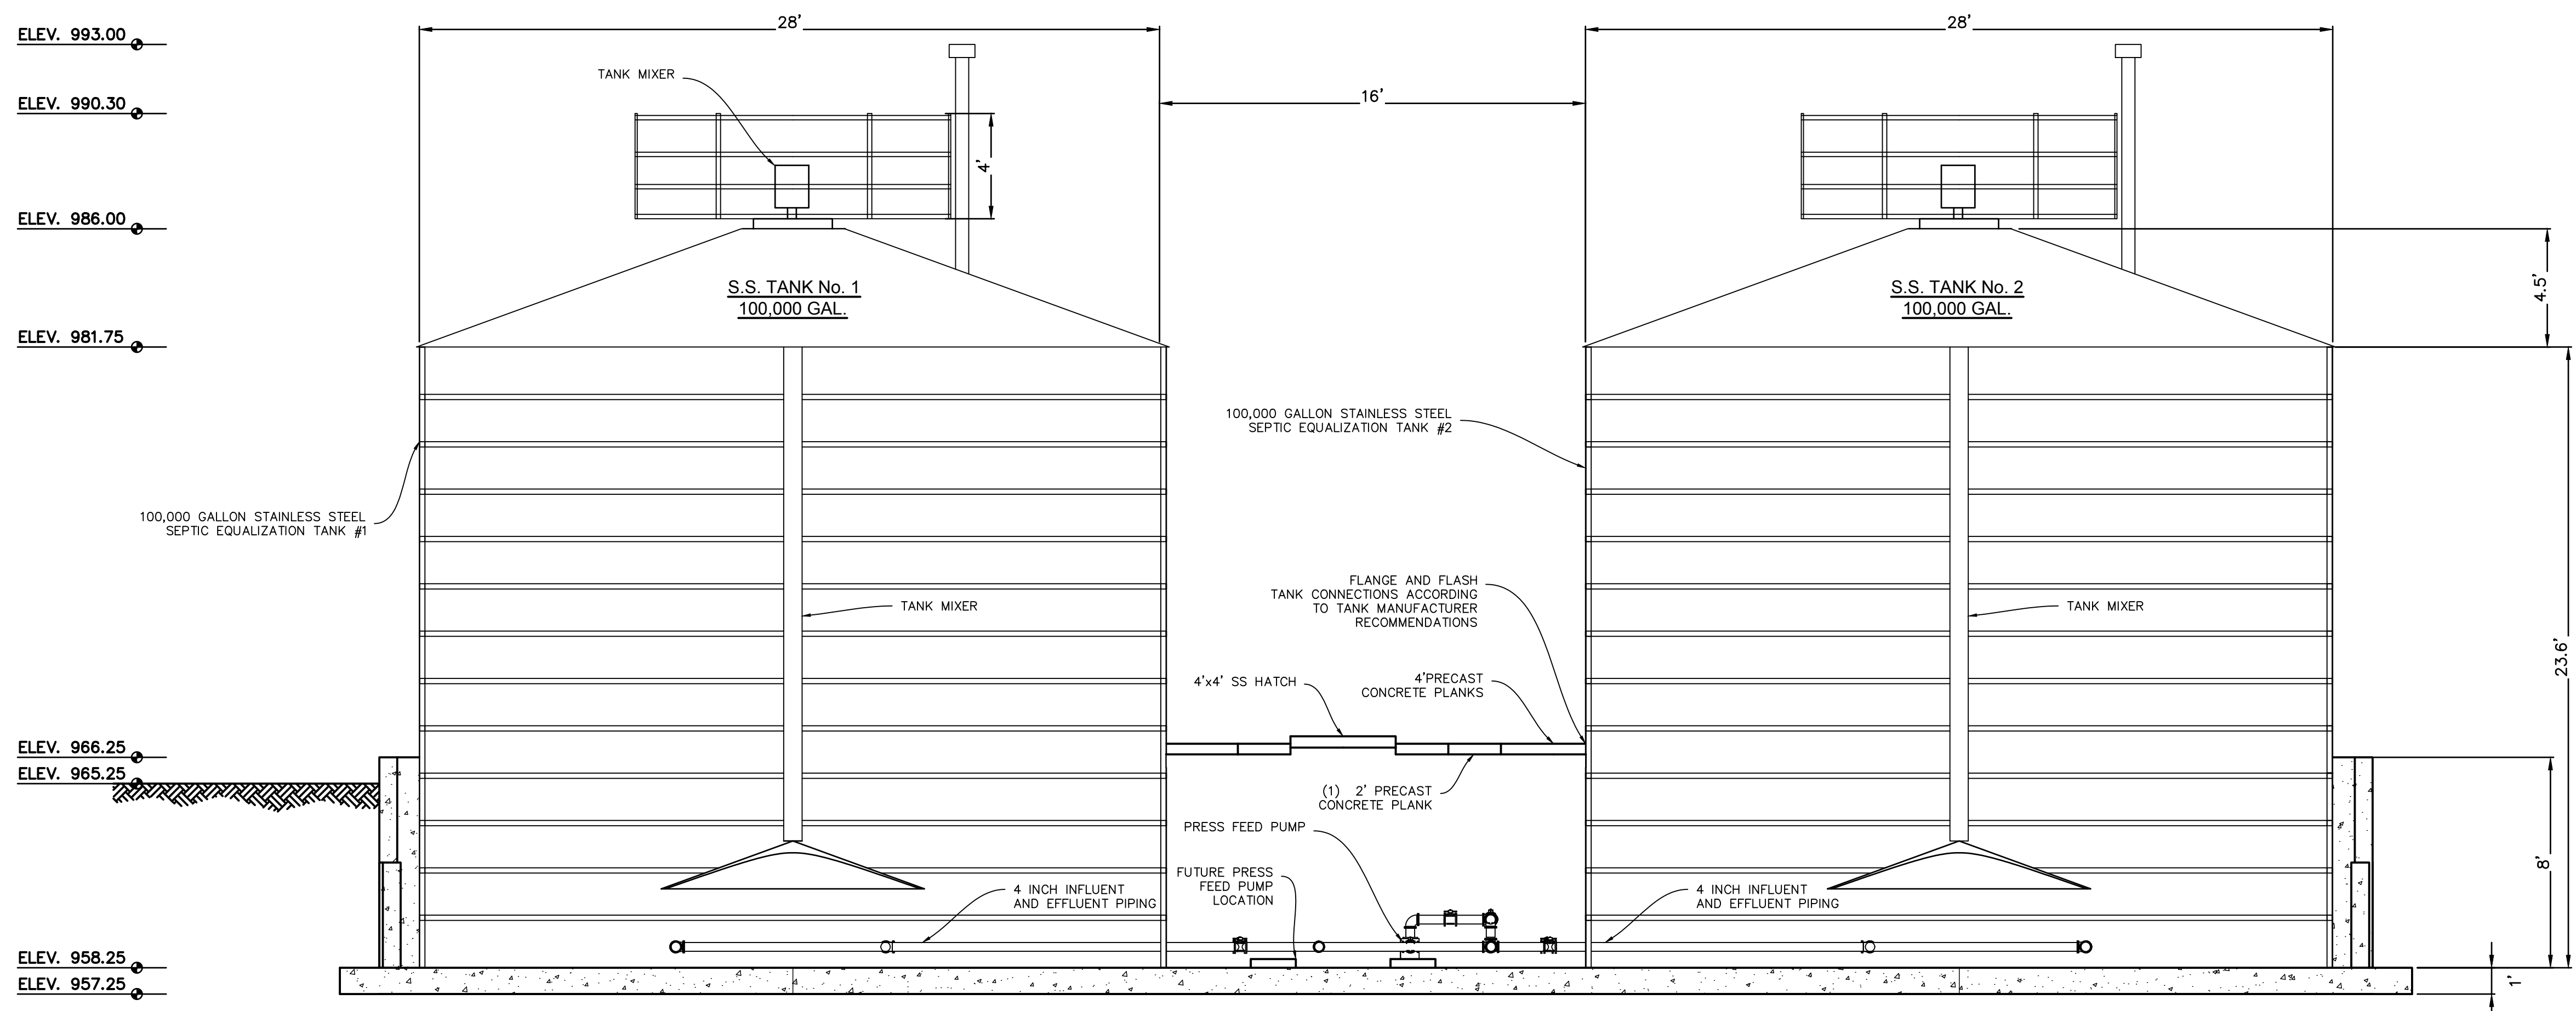 28'
28'
ELEV. 993.00
TANK MIXER
ELEV. 990.30
16'
4'
ELEV. 986.00
S.S. TANK No. 1
100,000 GAL.
S.S. TANK No. 2
100,000 GAL.
4.5'
ELEV. 981.75
100,000 GALLON STAINLESS STEEL
SEPTIC EQUALIZATION TANK #2
100,000 GALLON STAINLESS STEEL
SEPTIC EQUALIZATION TANK #1
FLANGE AND FLASH
TANK CONNECTIONS ACCORDING
TO TANK MANUFACTURER
RECOMMENDATIONS
TANK MIXER
TANK MIXER
23.6'
4'x4' SS HATCH
4'PRECAST
CONCRETE PLANKS
ELEV. 966.25
ELEV. 965.25
(1) 2' PRECAST
CONCRETE PLANK
PRESS FEED PUMP
8'
FUTURE PRESS
FEED PUMP
LOCATION
4 INCH INFLUENT
AND EFFLUENT PIPING
4 INCH INFLUENT
AND EFFLUENT PIPING
ELEV. 958.25
ELEV. 957.25
1'